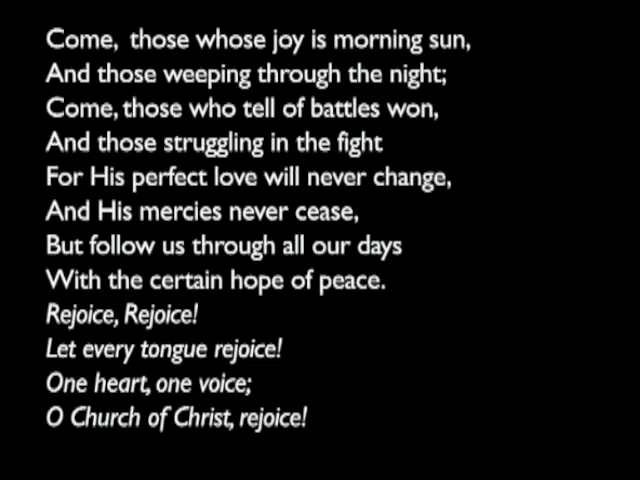 Come, those whose joy is morning sun,
And those weeping through the night;
Come, those who tell of battles won,
And those struggling in the fight
For His perfect love will never change,
And His mercies never cease,
But follow us through all our days
With the certain hope of peace.
Rejoice, Rejoice!
Let every tongue rejoice!
One heart, one voice;
O Church of Christ, rejoice!